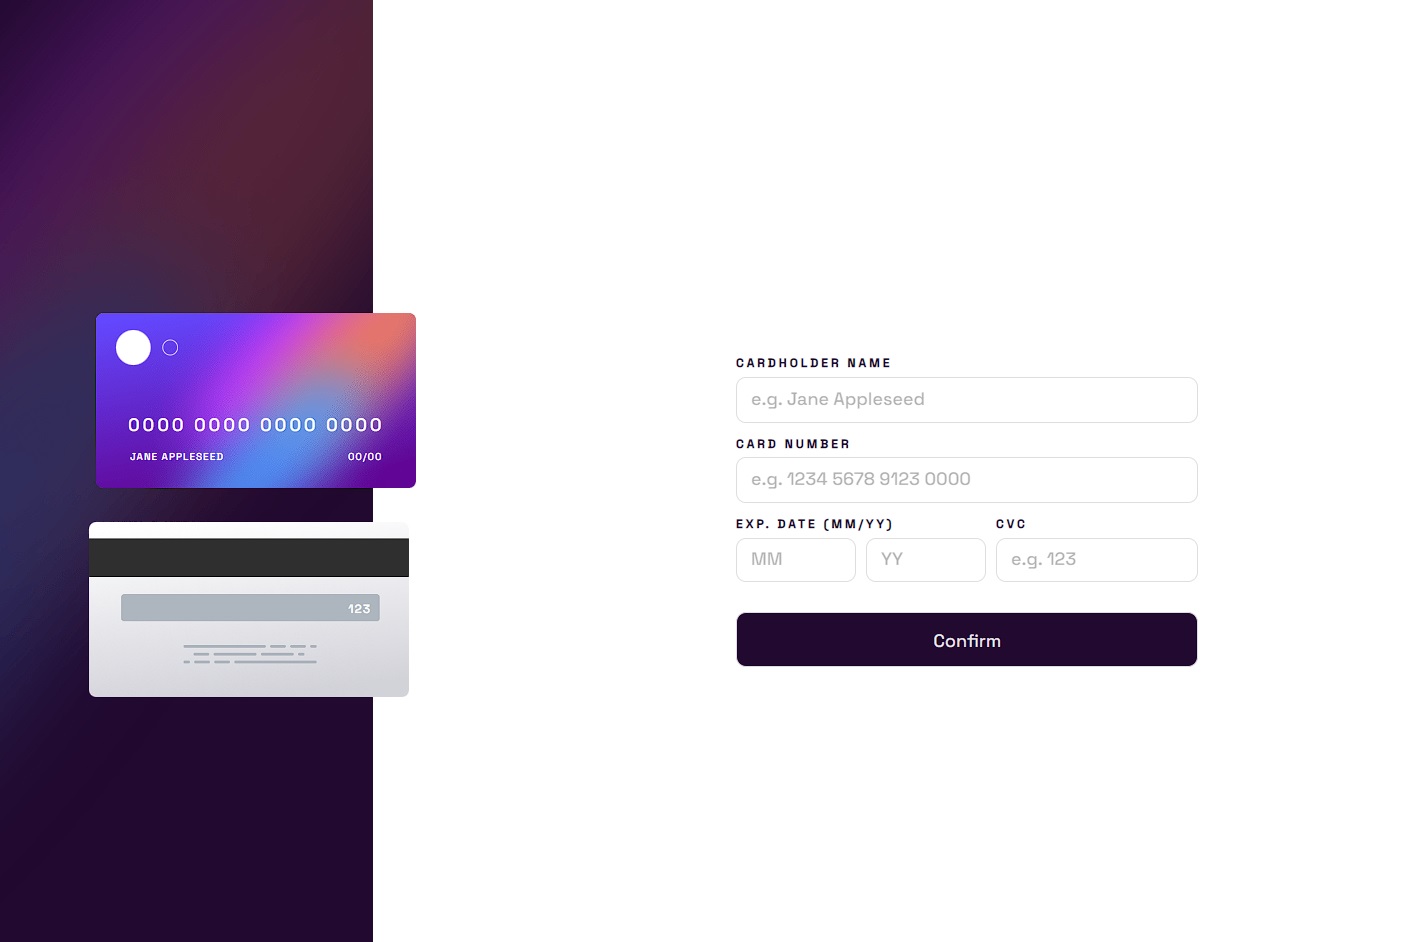 0000 0000 0000 0000
JANE APPLESEED 00/00
123
CARDHOLDER NAME
e.g. Jane Appleseed
CARD NUMBER
e.g. 1234 5678 9123 0000
EXP. DATE (MM/YY) CVC
MM YY e.g. 123
Confirm